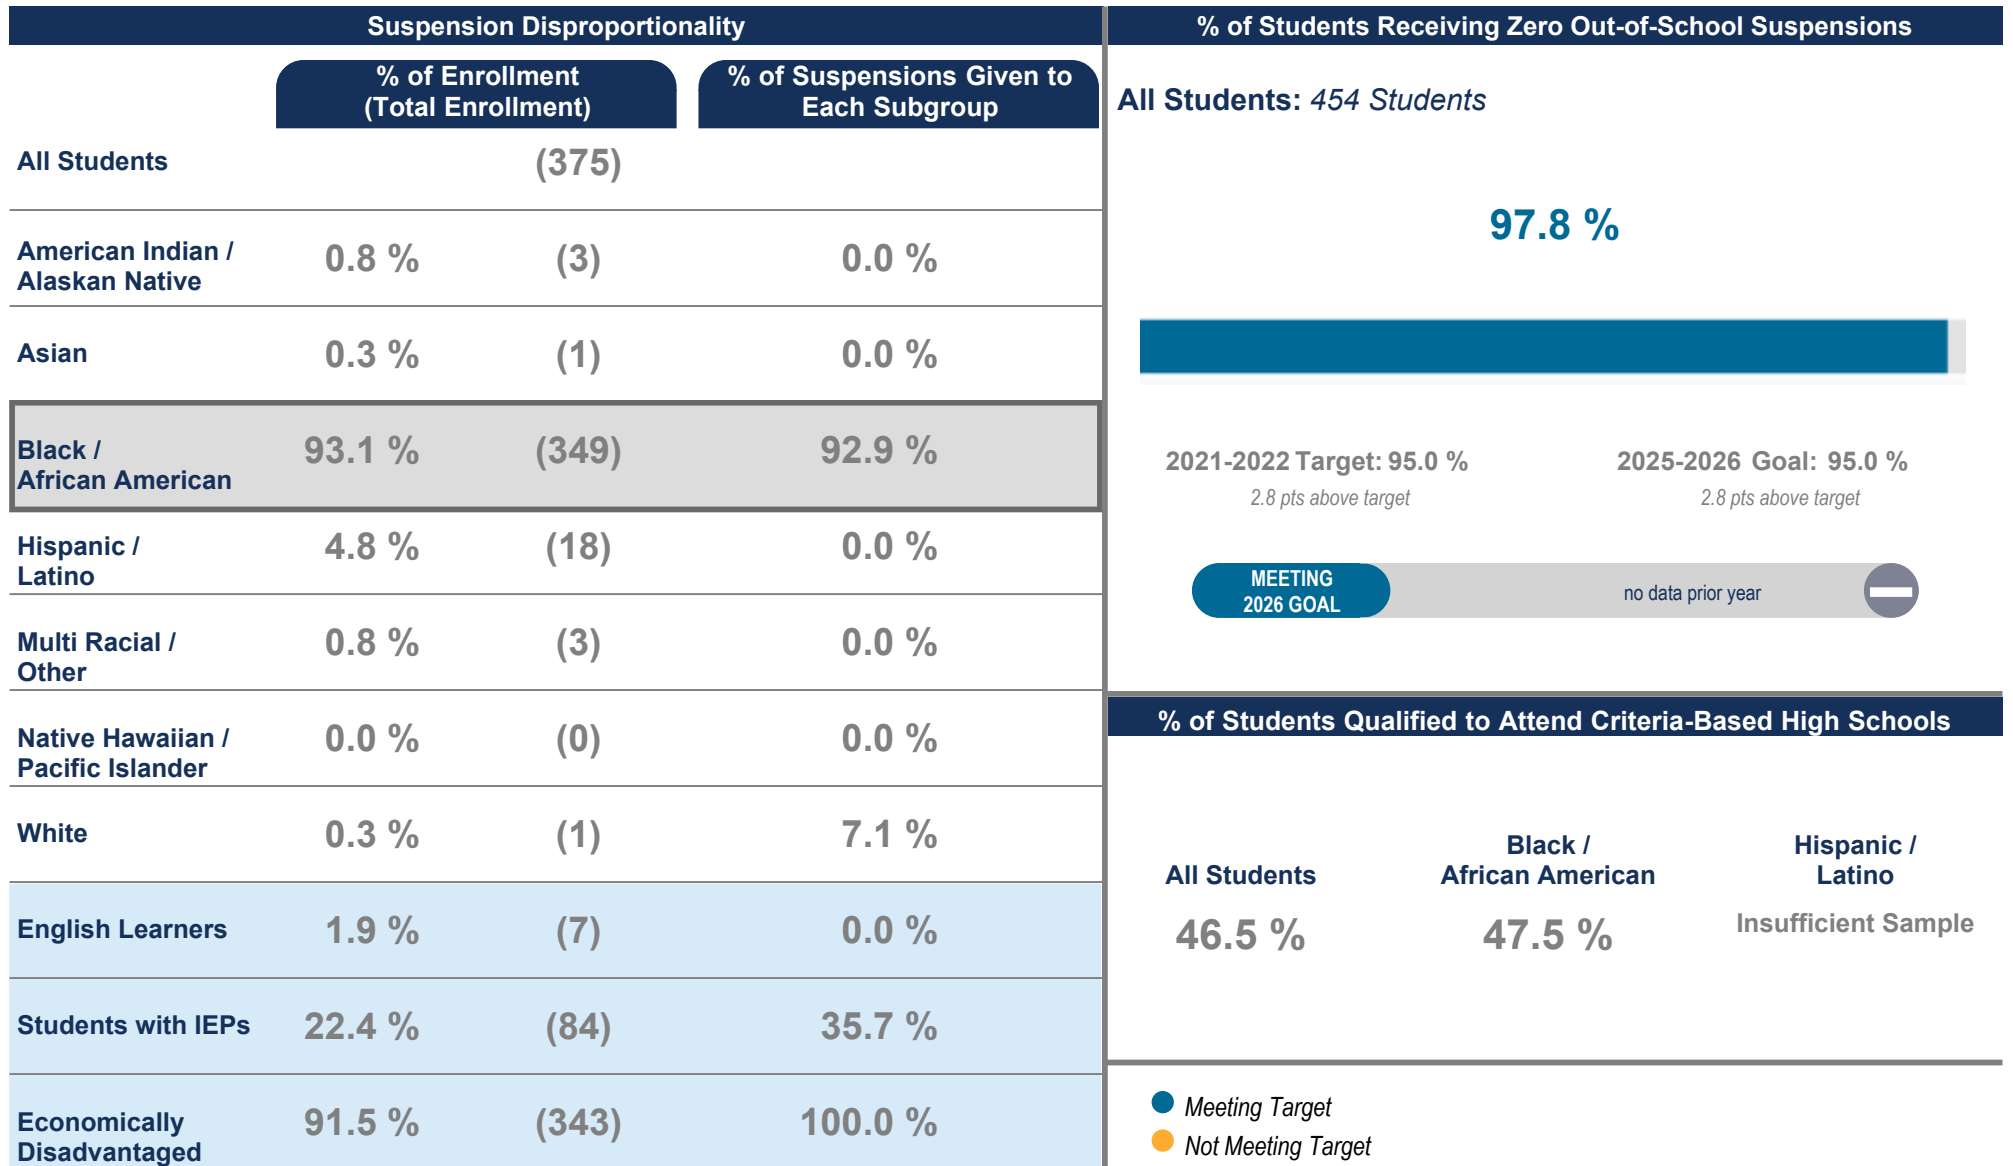 Suspension Disproportionality
% of Enrollment
(Total Enrollment)
% of Suspensions Given to
Each Subgroup
All Students
(375)
American Indian /
Alaskan Native
0.8 % (3) 0.0 %
Asian 0.3 % (1) 0.0 %
Black /
African American
93.1 % (349) 92.9 %
Hispanic /
Latino
4.8 % (18) 0.0 %
Multi Racial /
Other
0.8 % (3) 0.0 %
Native Hawaiian /
Pacific Islander
0.0 % (0) 0.0 %
White 0.3 % (1) 7.1 %
English Learners 1.9 % (7) 0.0 %
Students with IEPs 22.4 % (84) 35.7 %
Economically
Disadvantaged
91.5 % (343) 100.0 %
% of Students Receiving Zero Out-of-School Suspensions
All Students: 454 Students
97.8 %
2021-2022 Target: 95.0 %
2.8 pts above target
2025-2026 Goal: 95.0 %
2.8 pts above target
MEETING
2026 GOAL
no data prior year
% of Students Qualified to Attend Criteria-Based High Schools
All Students
46.5 %
Black /
African American
47.5 %
Hispanic /
Latino
Insufficient Sample
Meeting Target
Not Meeting Target